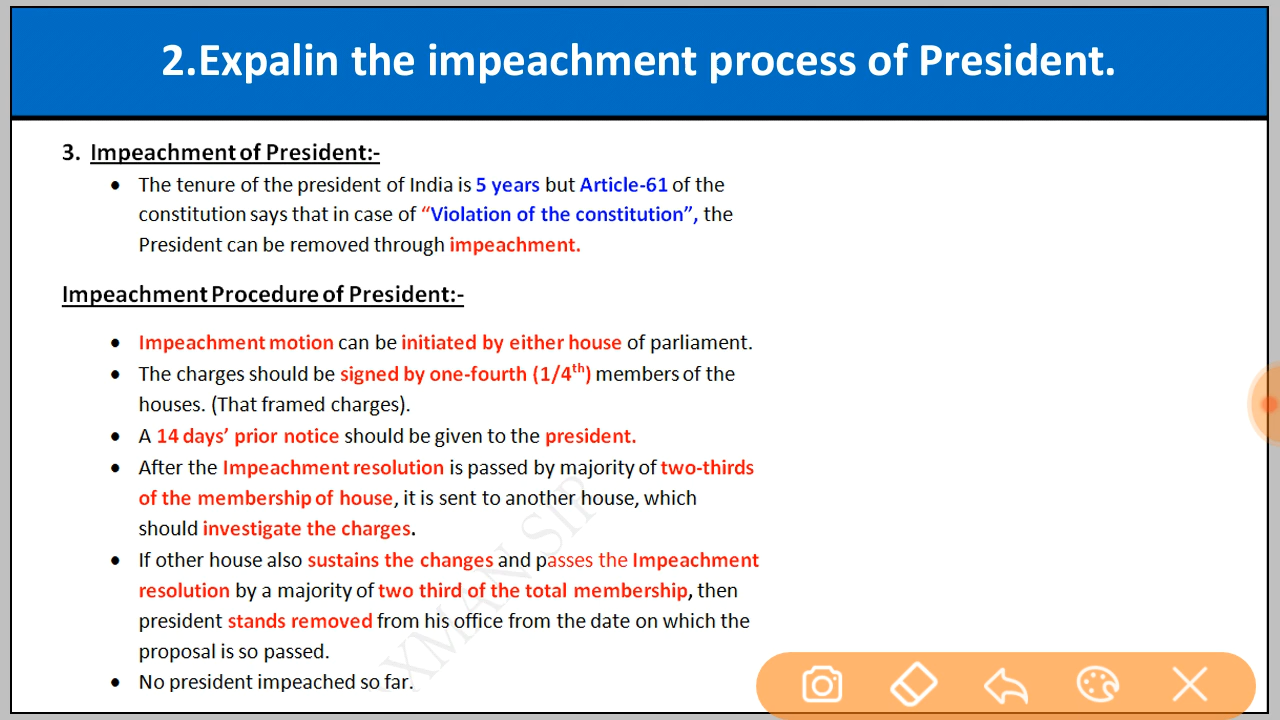 2.Expalin the impeachment process of President.
3. Impeachment of President:-
• The tenure of the president of India is 5 years but Article-61 of the
constitution says that in case of “Violation of the constitution”, the
President can be removed through impeachment.
Impeachment Procedure of President:-
• Impeachment motion can be initiated by either house of parliament.
• The charges should be signed by one-fourth (1/4th) members of the
houses. (That framed charges).
• A 14 days’ prior notice should be given to the president.
• After the Impeachment resolution is passed by majority of two-thirds
of the membership of house, it is sent to another house, which
should investigate the charges.
• If other house also sustains the changes and passes the Impeachment
resolution by a majority of two third of the total membership, then
president stands removed from his office from the date on which the
proposal is so passed.
• No president impeached so far.